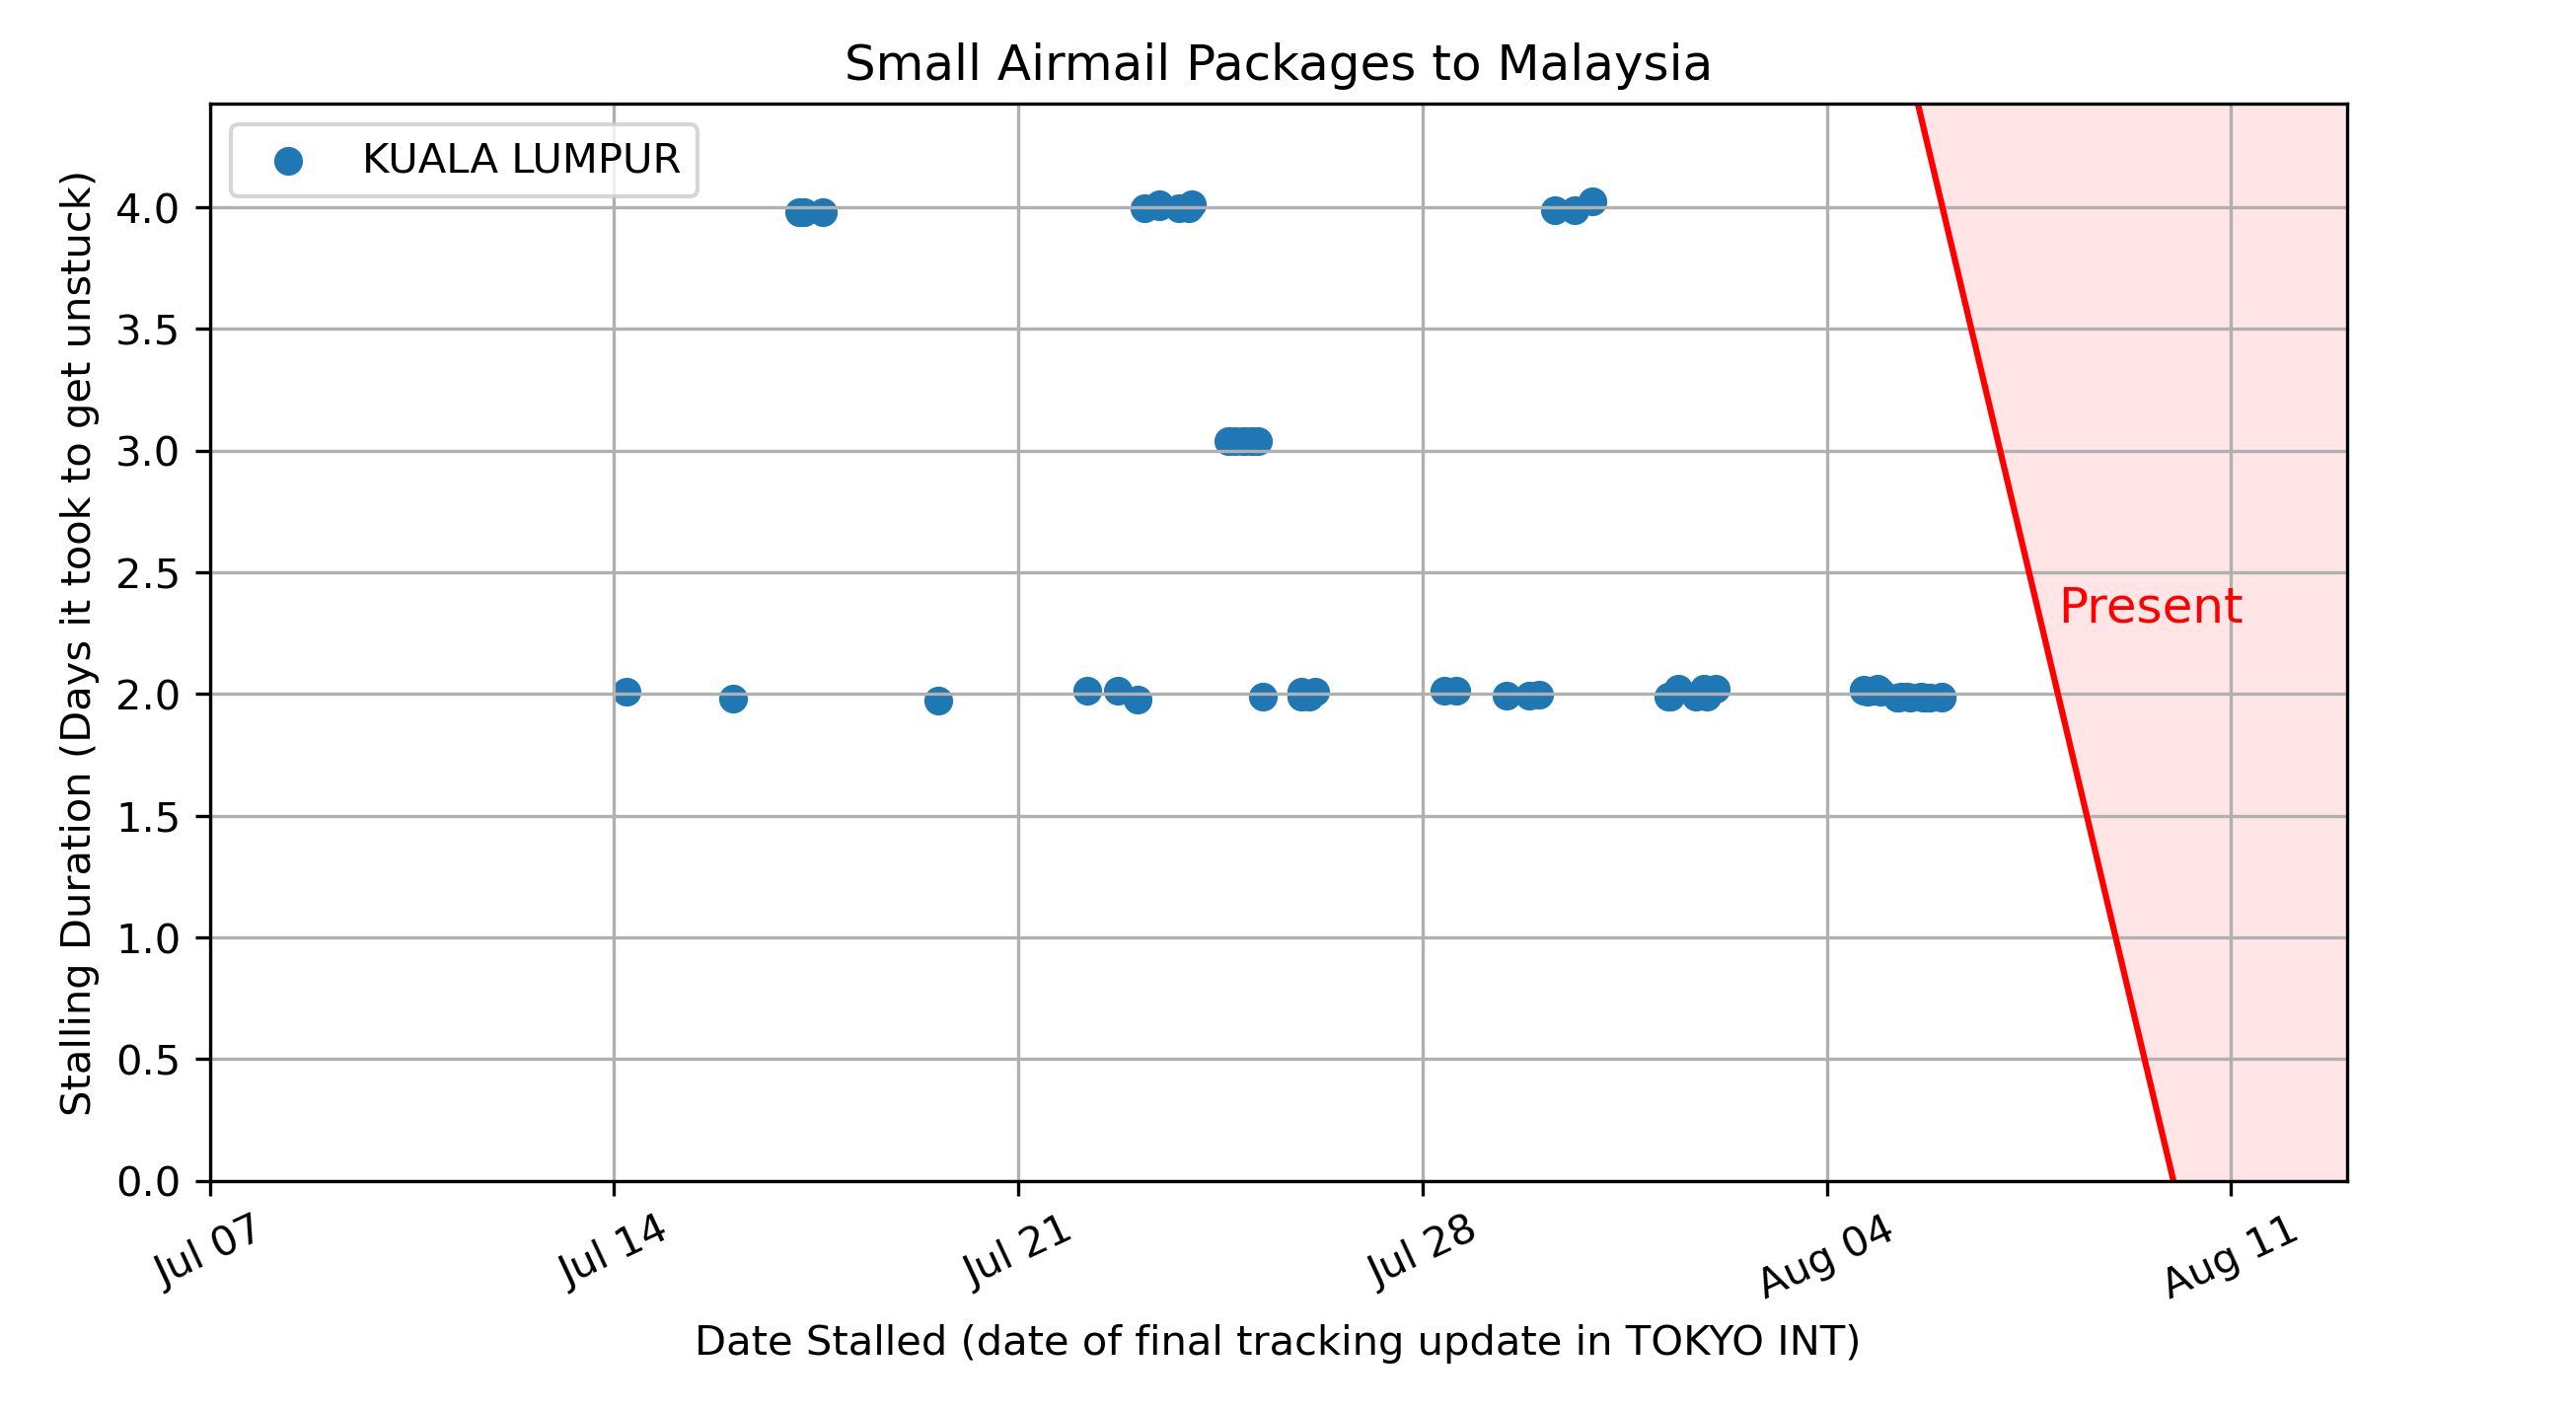 Small Airmail Packages to Malaysia
KUALA LUMPUR
Stalling Duration (Days it took to get unstuck)
4.0
3.5
3.0
2.5
2.0
1.5
1.0
0.5
0.0
Present
Jul 07
Jul 14
Jul 21
Jul 28
Aug 04
Aug 11
Date Stalled (date of final tracking update in TOKYO INT)